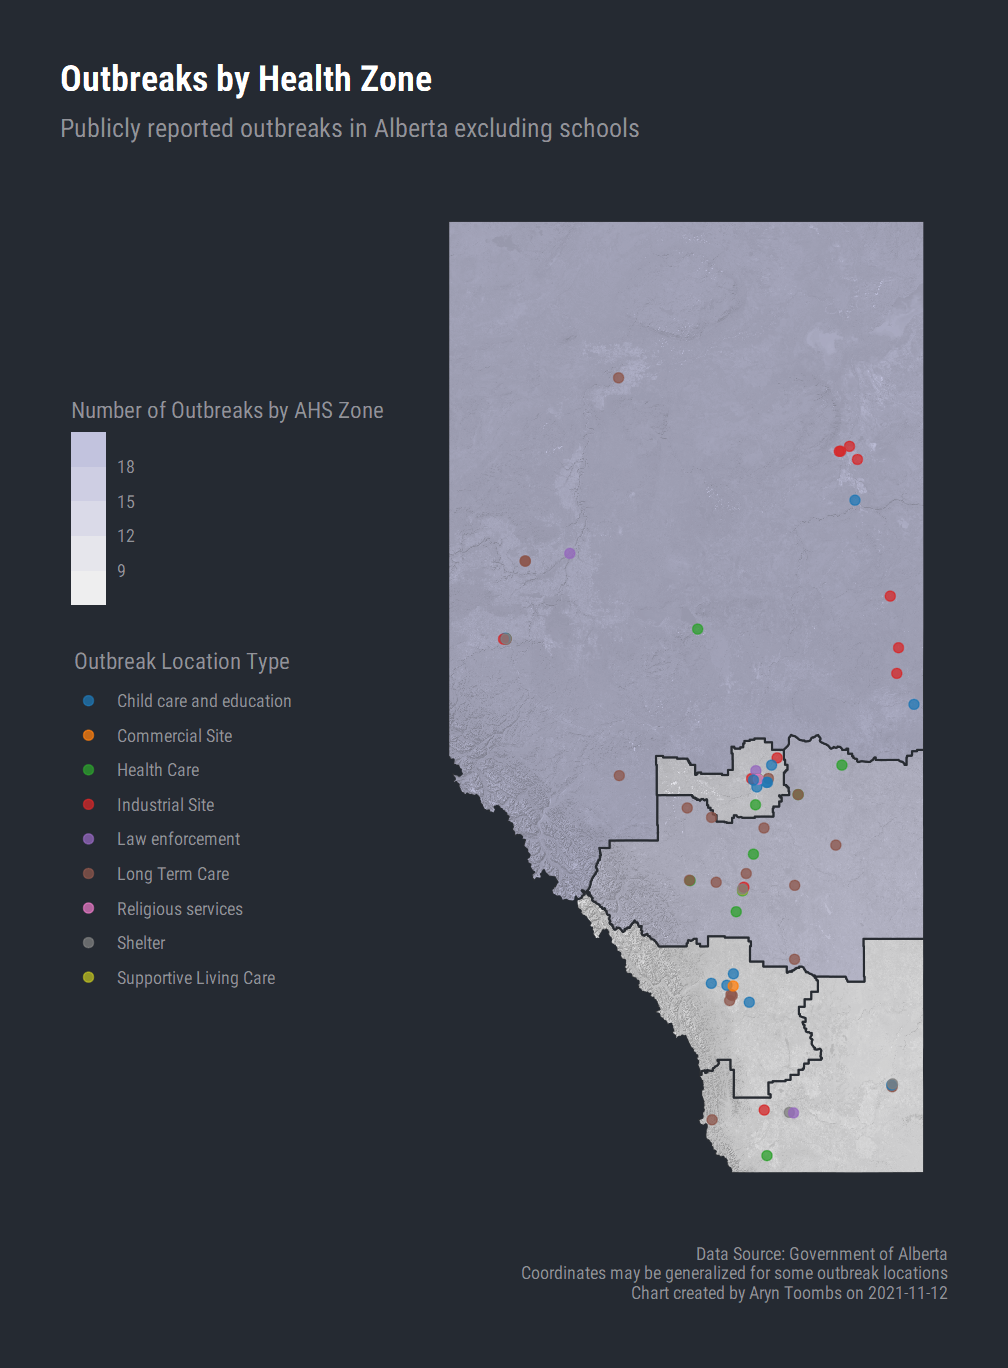 Outbreaks by Health Zone
Publicly reported outbreaks in Alberta excluding schools
Number of Outbreaks by AHS Zone
18
15
12
9
Outbreak Location Type
Child care and education
Commercial Site
Health Care
Industrial Site
Law enforcement
Long Term Care
Religious services
Shelter
Supportive Living Care
Data Source: Government of Alberta
Coordinates may be generalized for some outbreak locations
Chart created by Aryn Toombs on 2021-11-12